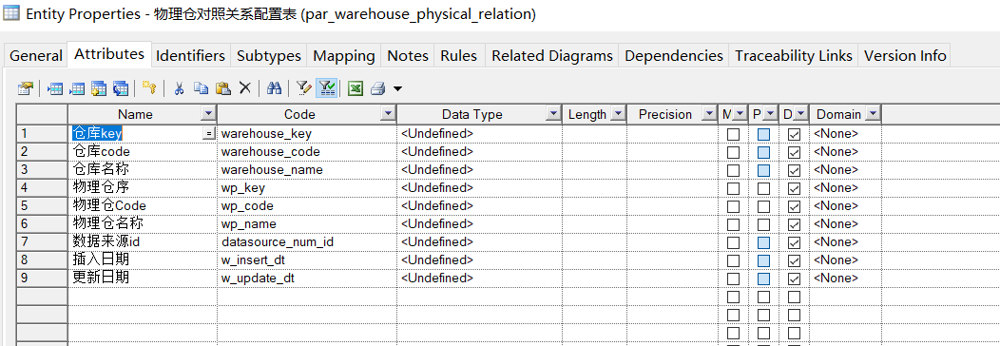 Entity Properties - 物理仓对照关系配置表 (par_warehouse_physical_relation)
General Attributes Identifiers Subtypes Mapping Notes Rules Related Diagrams Dependencies Traceability Links Version Info
Name Code Data Type Length Precision M P D Domain
1 仓库key = warehouse_key <Undefined> <None>
2 仓库code warehouse_code <Undefined> <None>
3 仓库名称 warehouse_name <Undefined> <None>
4 物理仓序 wp_key <Undefined> <None>
5 物理仓Code wp_code <Undefined> <None>
6 物理仓名称 wp_name <Undefined> <None>
7 数据来源id datasource_num_id <Undefined> <None>
8 插入日期 w_insert_dt <Undefined> <None>
9 更新日期 w_update_dt <Undefined> <None>